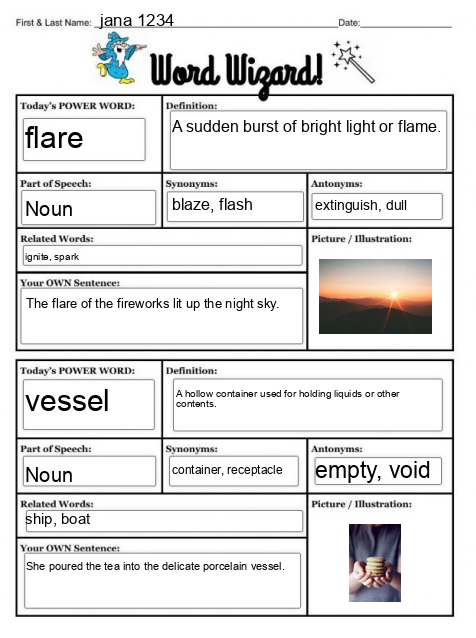 First & Last Name: jana 1234 Date:
Word Wizard!
Today's POWER WORD:
flare
Definition:
A sudden burst of bright light or flame.
Part of Speech:
Noun
Synonyms:
blaze, flash
Antonyms:
extinguish, dull
Related Words:
ignite, spark
Picture / Illustration:
Your OWN Sentence:
The flare of the fireworks lit up the night sky.
Today's POWER WORD:
vessel
Definition:
A hollow container used for holding liquids or other
contents.
Part of Speech:
Noun
Synonyms:
container, receptacle
Antonyms:
empty, void
Related Words:
ship, boat
Picture / Illustration:
Your OWN Sentence:
She poured the tea into the delicate porcelain vessel.